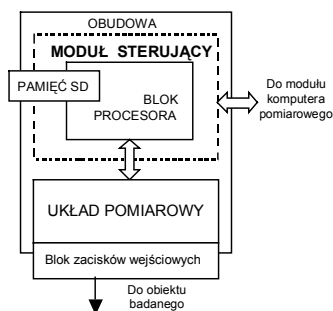 OBUDOWA
MODUŁ STERUJĄCY
PAMIĘĆ SD
BLOK
PROCESORA
Do modułu
komputera
pomiarowego
UKŁAD POMIAROWY
Blok zacisków wejściowych
Do obiektu
badanego